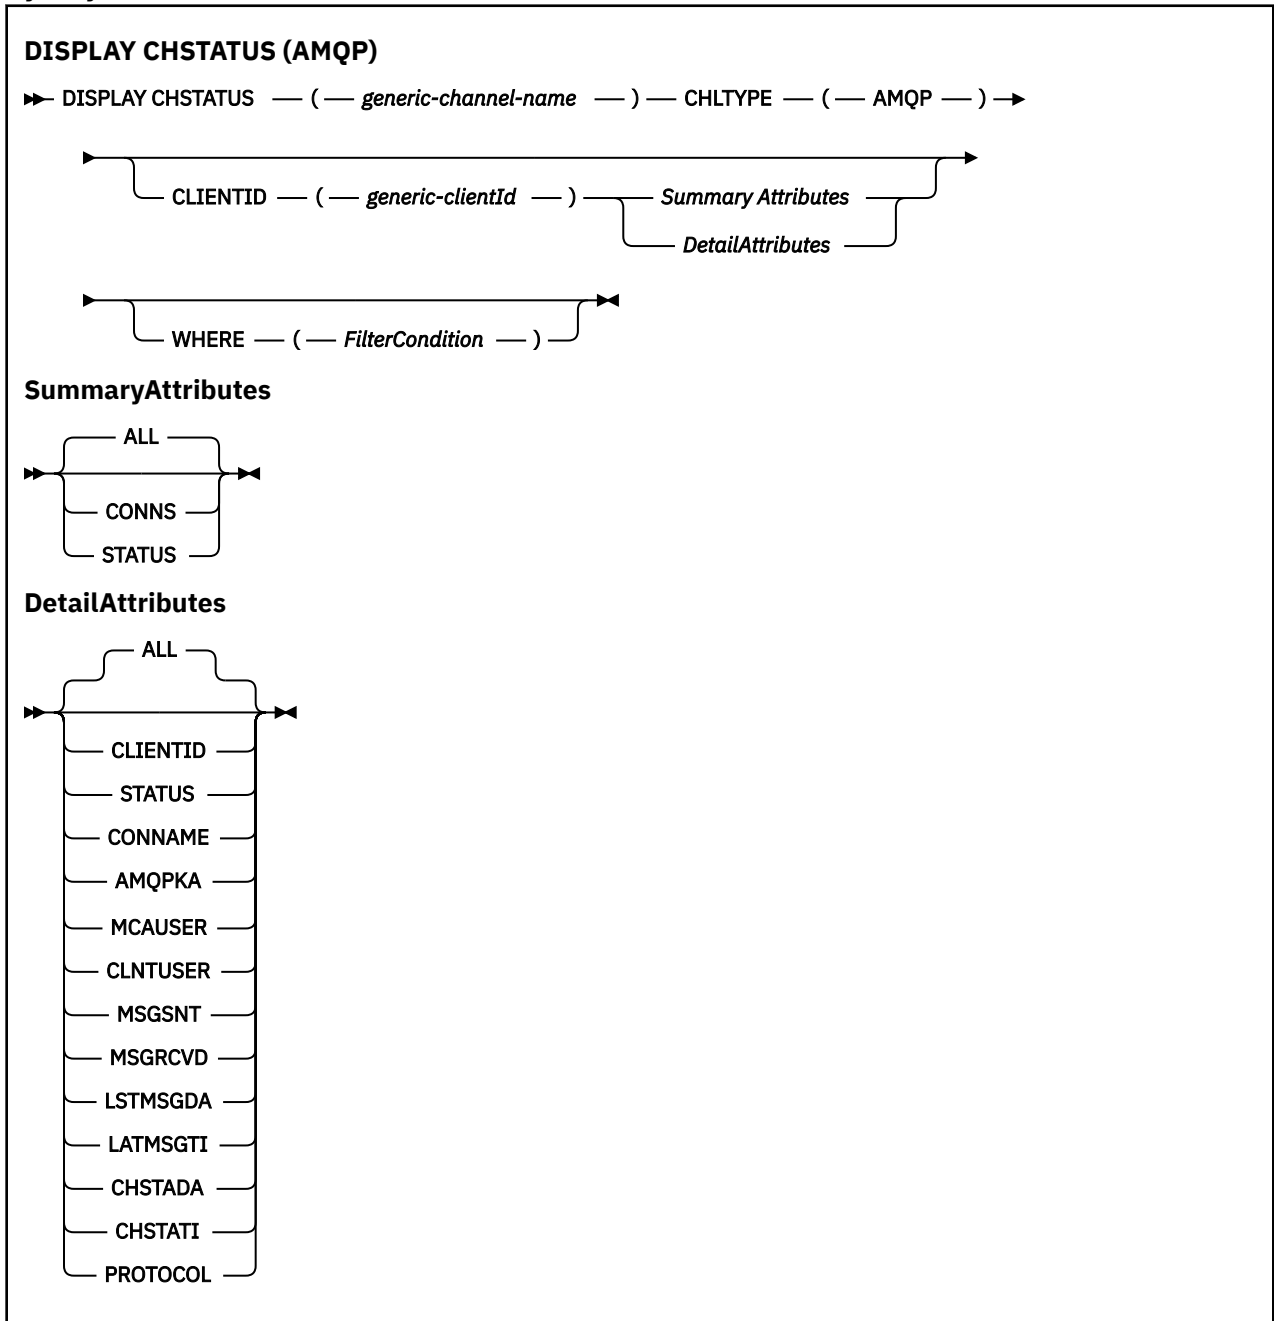 DISPLAY CHSTATUS (AMQP)
DISPLAY CHSTATUS ( generic-channel-name ) CHLTYPE ( AMQP )
CLIENTID ( generic-clientId ) Summary Attributes
DetailAttributes
WHERE ( FilterCondition )
SummaryAttributes
ALL
CONNS
STATUS
DetailAttributes
ALL
CLIENTID
STATUS
CONNAME
AMQPKA
MCAUSER
CLNTUSER
MSGSNT
MSGRCVD
LSTMSGDA
LATMSGTI
CHSTADA
CHSTATI
PROTOCOL